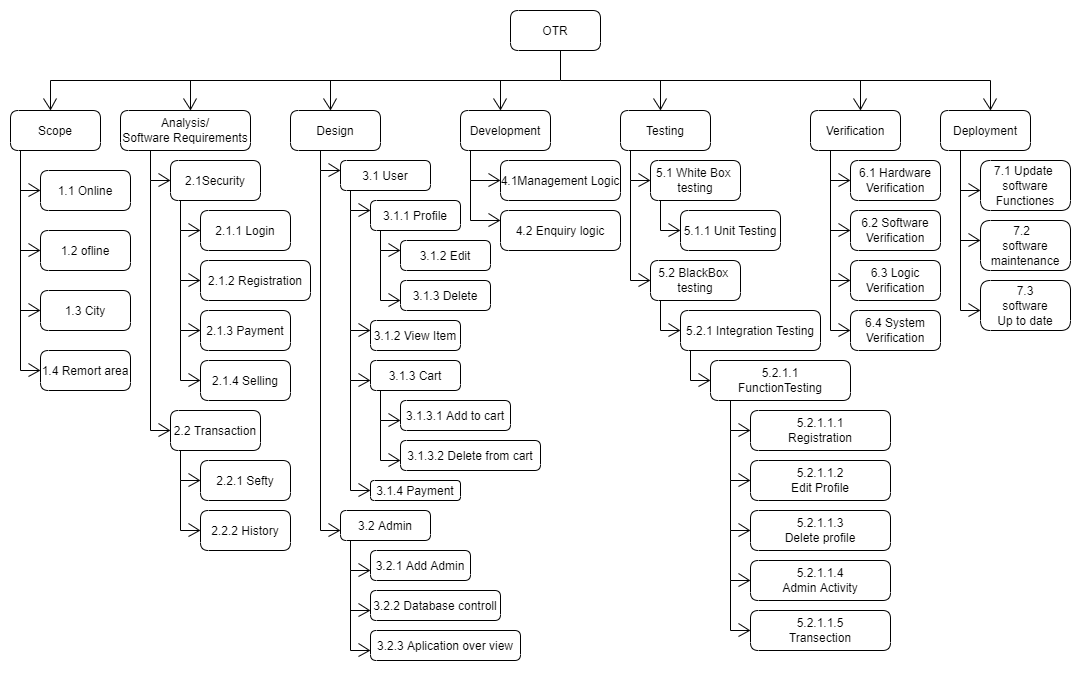 OTR
Scope
1.1 Online
1.2 ofline
1.3 City
1.4 Remort area
Analysis/
Software Requirements
2.1Security
2.1.1 Login
2.1.2 Registration
2.1.3 Payment
2.1.4 Selling
2.2 Transaction
2.2.1 Sefty
2.2.2 History
Design
3.1 User
3.1.1 Profile
3.1.2 Edit
3.1.3 Delete
3.1.2 View Item
3.1.3 Cart
3.1.3.1 Add to cart
3.1.3.2 Delete from cart
3.1.4 Payment
3.2 Admin
3.2.1 Add Admin
3.2.2 Database controll
3.2.3 Aplication over view
Development
4.1Management Logic
4.2 Enquiry logic
Testing
5.1 White Box
testing
5.1.1 Unit Testing
5.2 BlackBox
testing
5.2.1 Integration Testing
5.2.1.1
FunctionTesting
5.2.1.1.1
Registration
5.2.1.1.2
Edit Profile
5.2.1.1.3
Delete profile
5.2.1.1.4
Admin Activity
5.2.1.1.5
Transection
Verification
6.1 Hardware
Verification
6.2 Software
Verification
6.3 Logic
Verification
6.4 System
Verification
Deployment
7.1 Update
software
Functiones
7.2
software
maintenance
7.3
software
Up to date